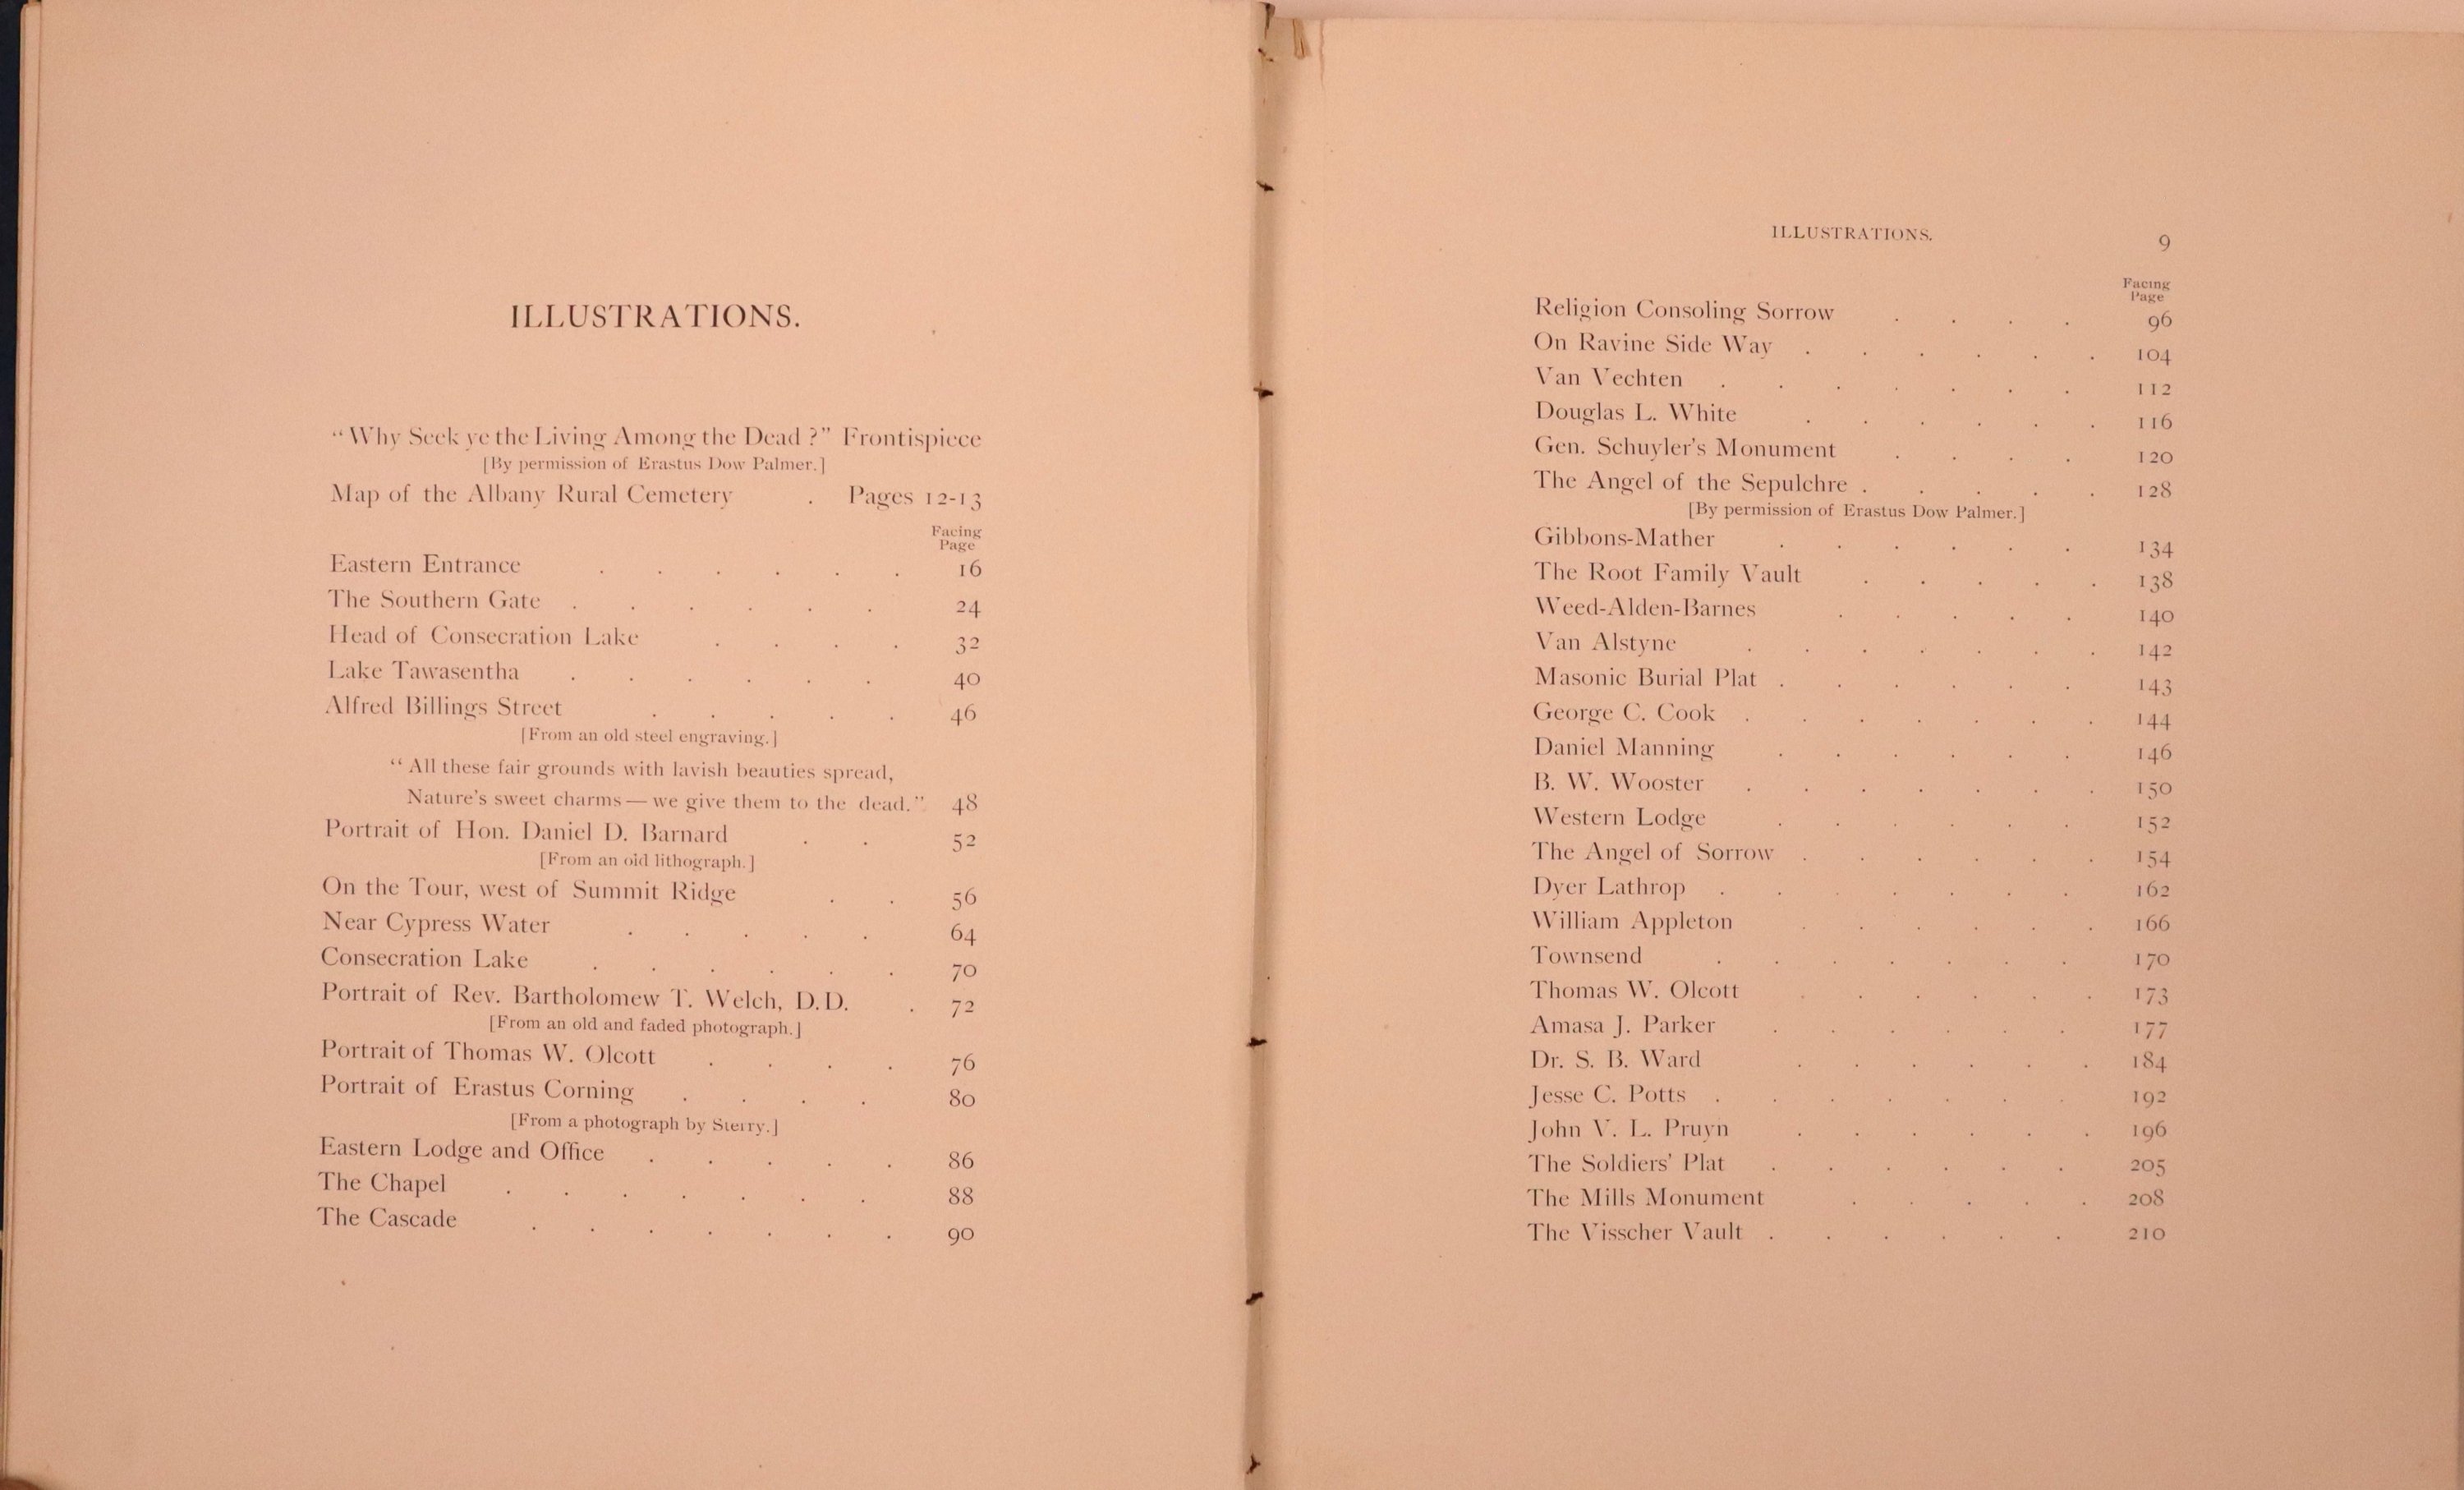 ILLUSTRATIONS.
“Why Seek ye the Living Among the Dead ?” Frontispiece
[By permission of Erastus Dow Palmer.]
Map of the Albany Rural Cemetery . Pages 12-13
Facing
Page
Eastern Entrance . . . . . . 16
The Southern Gate . . . . . . 24
Head of Consecration Lake . . . . 32
Lake Tawasentha . . . . . . 40
Alfred Billings Street . . . . . 46
[From an old steel engraving.]
“ All these fair grounds with lavish beauties spread,
Nature’s sweet charms — we give them to the dead.” 48
Portrait of Hon. Daniel D. Barnard . . 52
[From an old lithograph.]
On the Tour, west of Summit Ridge . . 56
Near Cypress Water . . . . . 64
Consecration Lake . . . . . . 70
Portrait of Rev. Bartholomew T. Welch, D.D. . 72
[From an old and faded photograph.]
Portrait of Thomas W. Olcott . . . . 76
Portrait of Erastus Corning . . . . 80
[From a photograph by Sterry.]
Eastern Lodge and Office . . . . . 86
The Chapel . . . . . . . 88
The Cascade . . . . . . . 90
ILLUSTRATIONS. 9
Facing
Page
Religion Consoling Sorrow . . . . 96
On Ravine Side Way . . . . . . 104
Van Vechten . . . . . . . 112
Douglas L. White . . . . . . 116
Gen. Schuyler’s Monument . . . . 120
The Angel of the Sepulchre . . . . . 128
[By permission of Erastus Dow Palmer.]
Gibbons-Mather . . . . . . 134
The Root Family Vault . . . . . 138
Weed-Alden-Barnes . . . . . 140
Van Alstyne . . . . . . . 142
Masonic Burial Plat . . . . . . 143
George C. Cook . . . . . . . 144
Daniel Manning . . . . . . 146
B. W. Wooster . . . . . . . 150
Western Lodge . . . . . . 152
The Angel of Sorrow . . . . . . 154
Dyer Lathrop . . . . . . . 162
William Appleton . . . . . . 166
Townsend . . . . . . . 170
Thomas W. Olcott . . . . . . 173
Amasa J. Parker . . . . . . 177
Dr. S. B. Ward . . . . . . 184
Jesse C. Potts . . . . . . . 192
John V. L. Pruyn . . . . . . 196
The Soldiers’ Plat . . . . . . 205
The Mills Monument . . . . . 208
The Visscher Vault . . . . . . 210